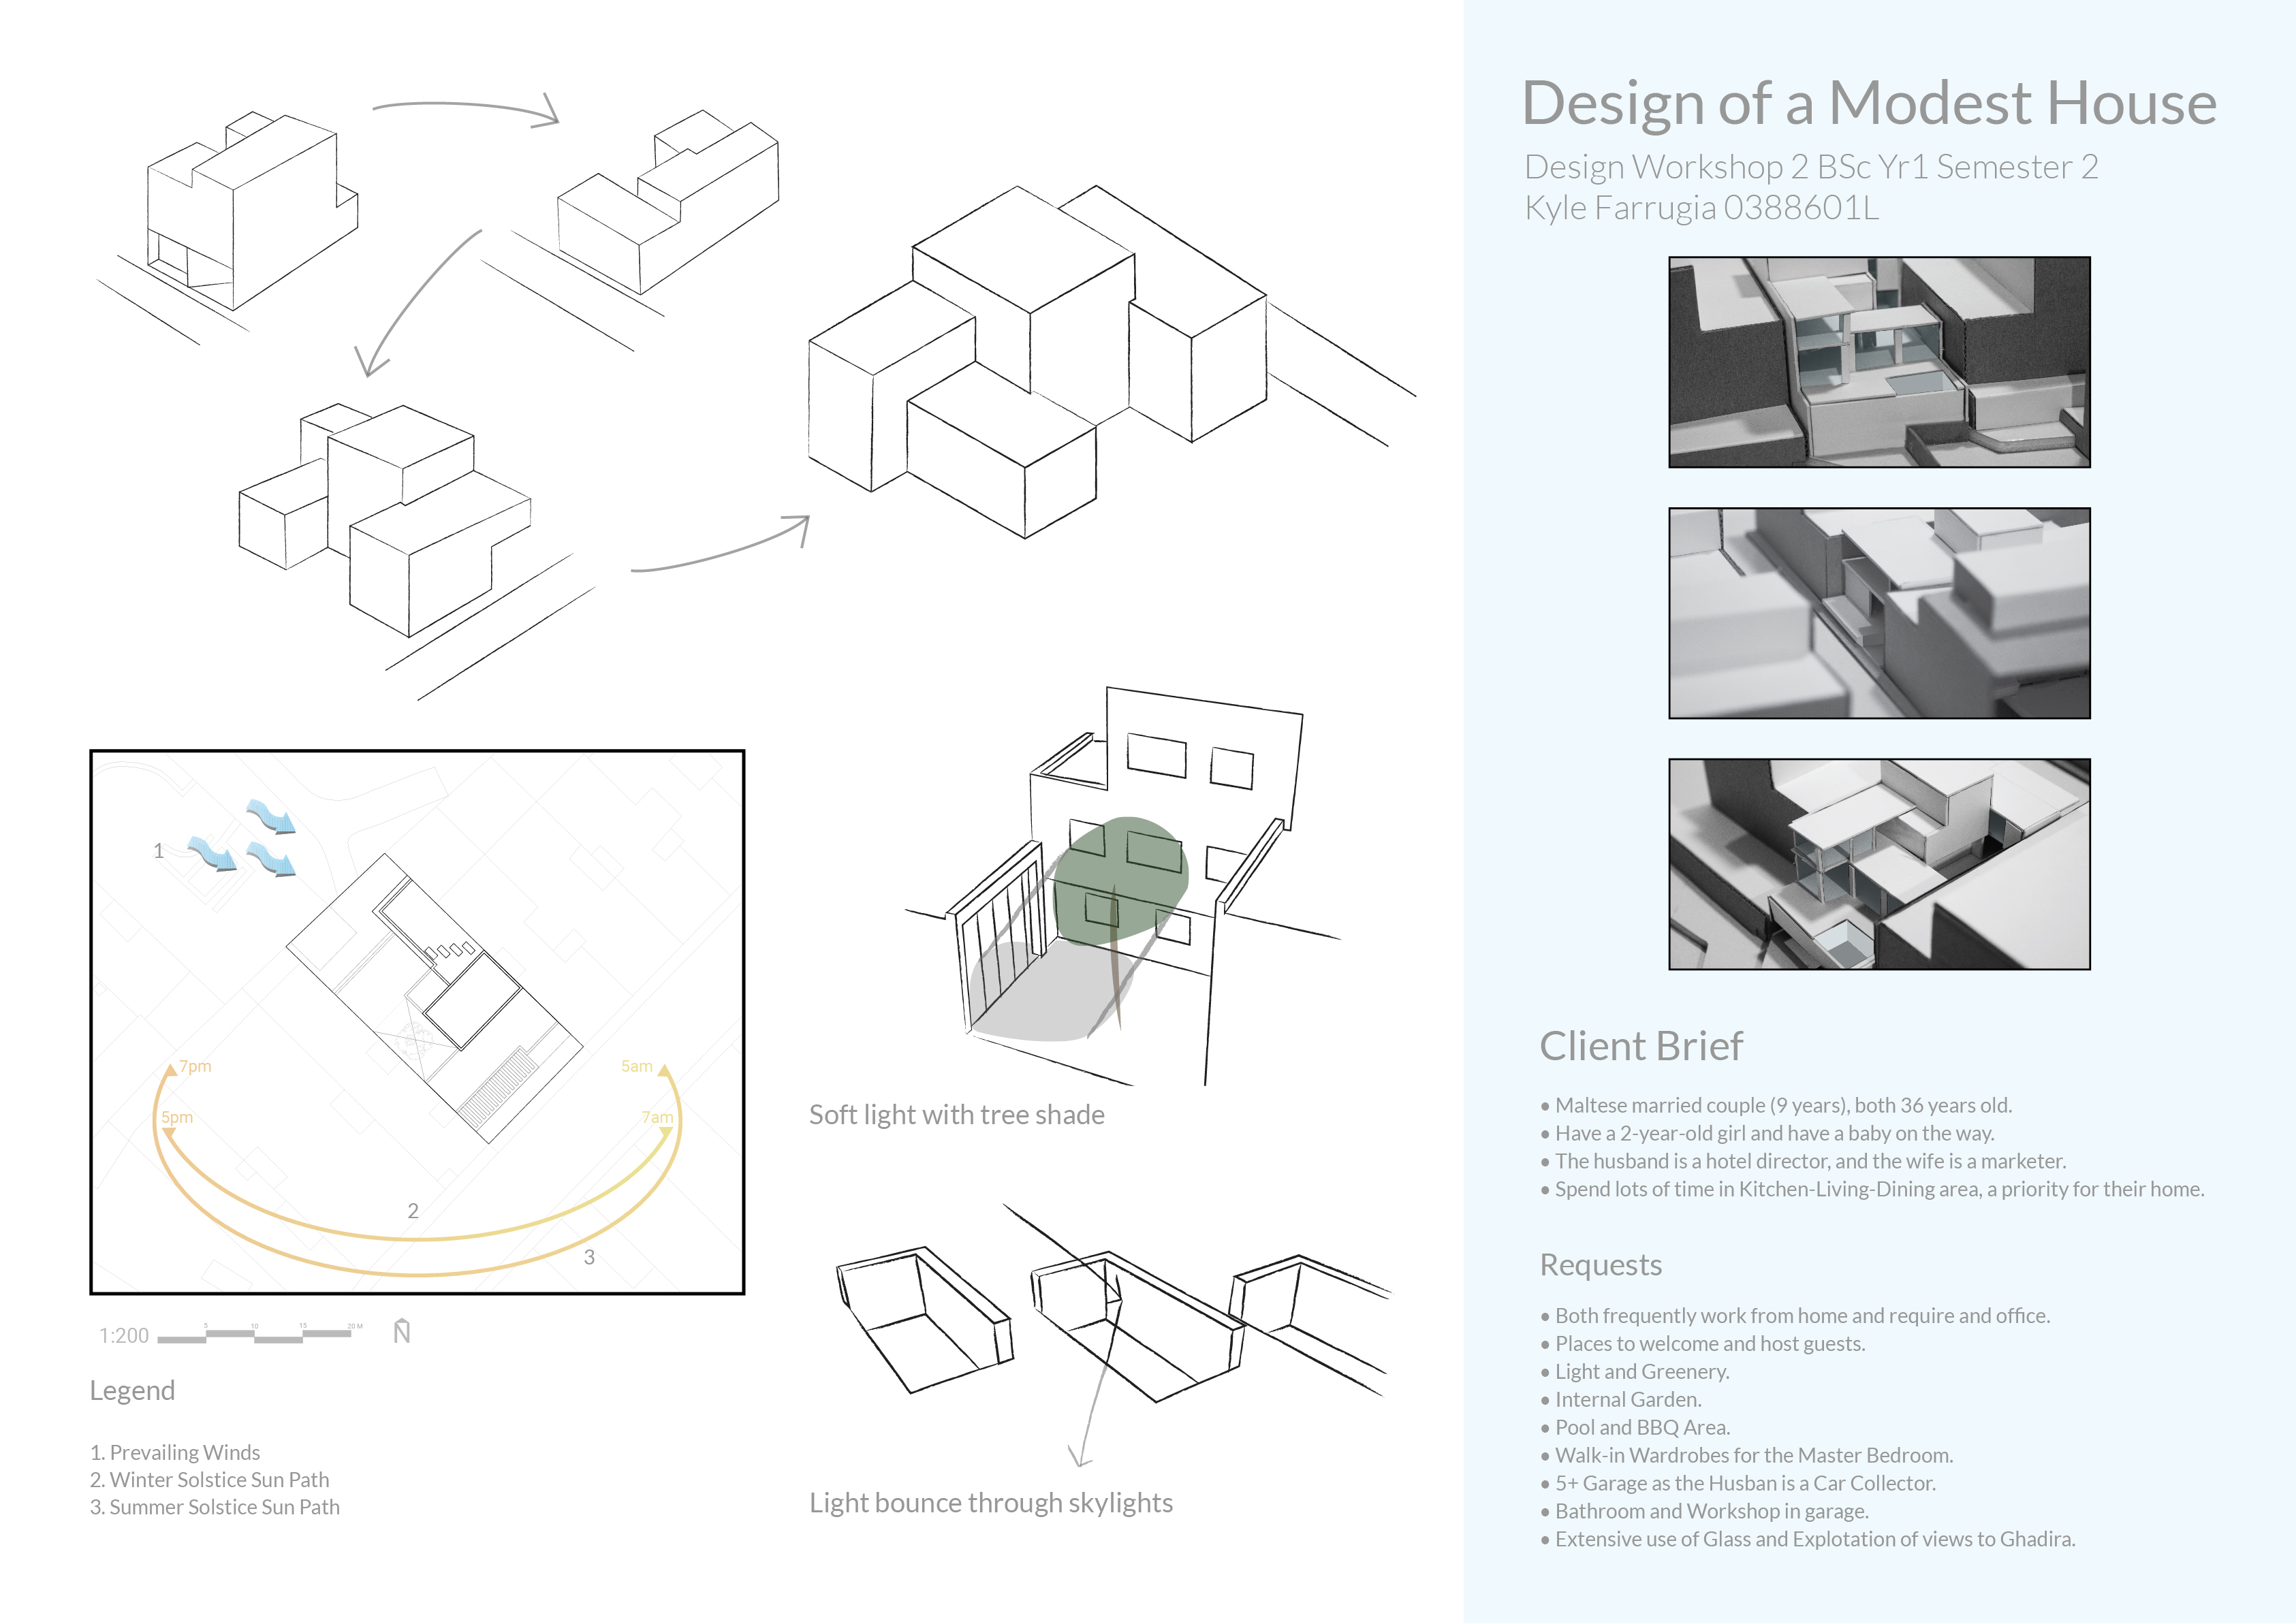 Design of a Modest House
Design Workshop 2 BSc Yr1 Semester 2
Kyle Farrugia 0388601L
1
7pm
5am
5pm
7am
2
3
1:200
5
10
15
20 M
N
Legend
1. Prevailing Winds
2. Winter Solstice Sun Path
3. Summer Solstice Sun Path
Soft light with tree shade
Light bounce through skylights
Client Brief
• Maltese married couple (9 years), both 36 years old.
• Have a 2-year-old girl and have a baby on the way.
• The husband is a hotel director, and the wife is a marketer.
• Spend lots of time in Kitchen-Living-Dining area, a priority for their home.
Requests
• Both frequently work from home and require and office.
• Places to welcome and host guests.
• Light and Greenery.
• Internal Garden.
• Pool and BBQ Area.
• Walk-in Wardrobes for the Master Bedroom.
• 5+ Garage as the Husban is a Car Collector.
• Bathroom and Workshop in garage.
• Extensive use of Glass and Explotation of views to Ghadira.